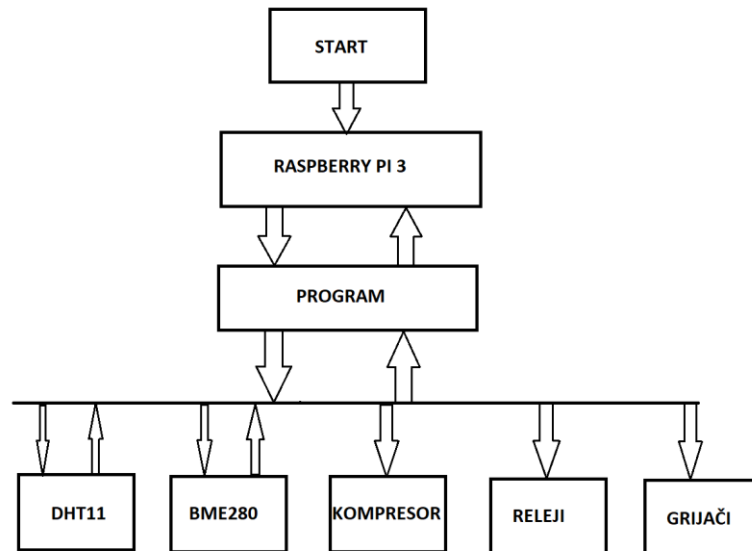 START
RASPBERRY PI 3
PROGRAM
DHT11
BME280
KOMPRESOR
RELEJI
GRIJAČI